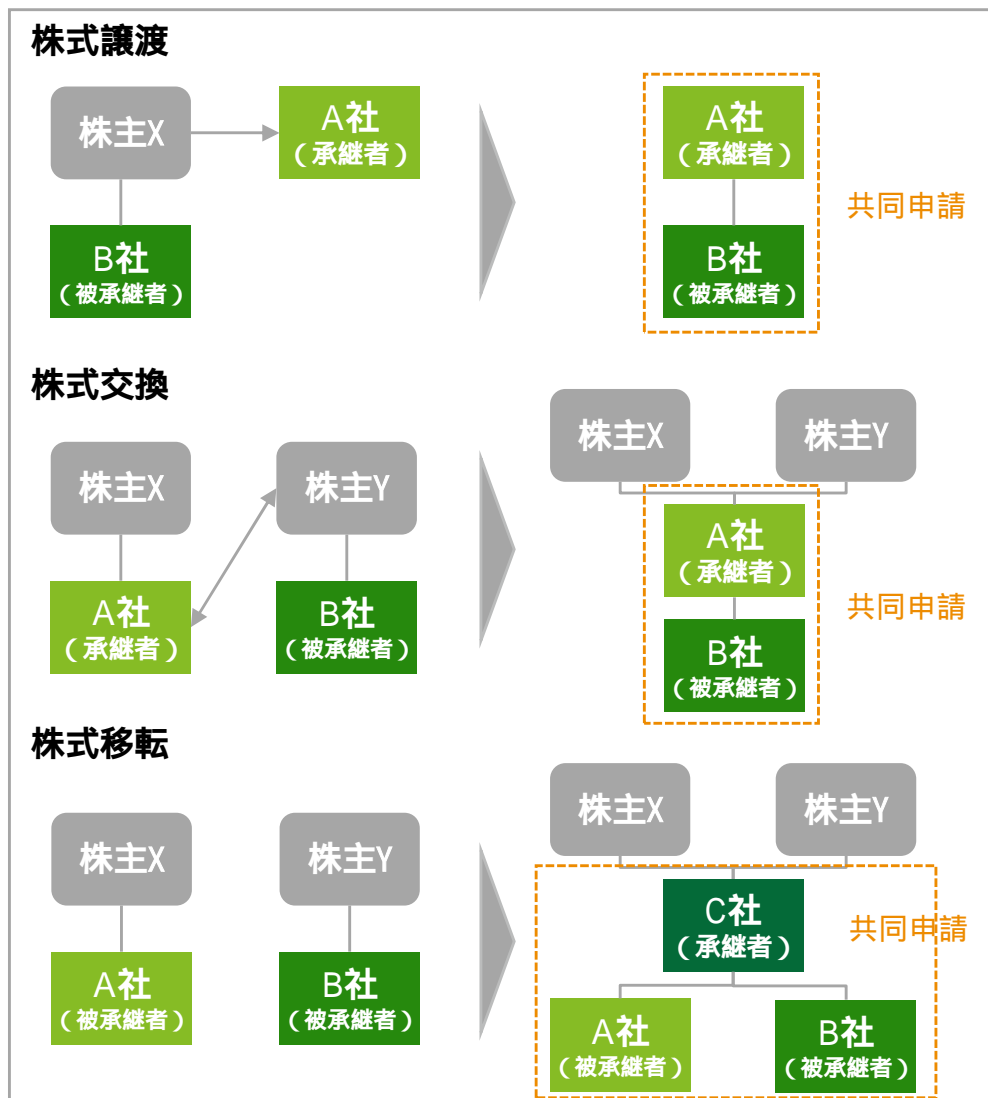 株式譲渡
株主X
A社
（承継者）
B社
（被承継者）
A社
（承継者）
B社
（被承継者）
共同申請
株式交換
株主X
株主Y
A社
（承継者）
B社
（被承継者）
株主X
株主Y
A社
（承継者）
B社
（被承継者）
共同申請
株式移転
株主X
株主Y
A社
（被承継者）
B社
（被承継者）
株主X
株主Y
C社
（承継者）
共同申請
A社
（被承継者）
B社
（被承継者）